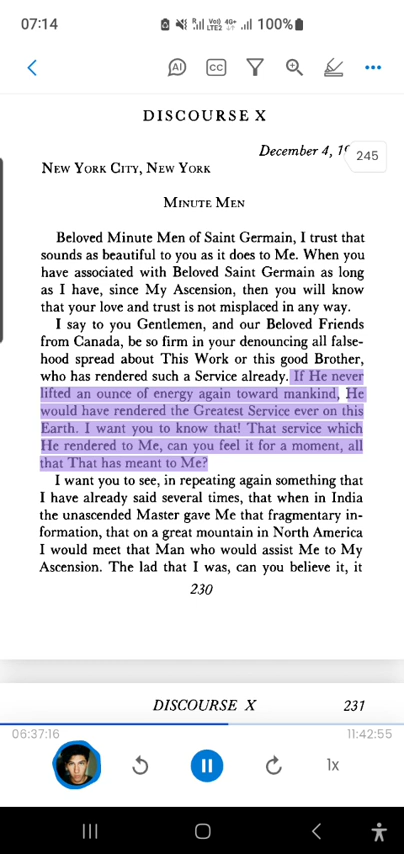 07:14
Vo)) 4G+ 100%
LTE2
AI CC
DISCOURSE X
December 4, 19
245
NEW YORK CITY, NEW YORK
MINUTE MEN
Beloved Minute Men of Saint Germain, I trust that
sounds as beautiful to you as it does to Me. When you
have associated with Beloved Saint Germain as long
as I have, since My Ascension, then you will know
that your love and trust is not misplaced in any way.
I say to you Gentlemen, and our Beloved Friends
from Canada, be so firm in your denouncing all false-
hood spread about This Work or this good Brother,
who has rendered such a Service already. If He never
lifted an ounce of energy again toward mankind, He
would have rendered the Greatest Service ever on this
Earth. I want you to know that! That service which
He rendered to Me, can you feel it for a moment, all
that That has meant to Me?
I want you to see, in repeating again something that
I have already said several times, that when in India
the unascended Master gave Me that fragmentary in-
formation, that on a great mountain in North America
I would meet that Man who would assist Me to My
Ascension. The lad that I was, can you believe it, it
230
DISCOURSE X 231
06:37:16 11:42:55
1x